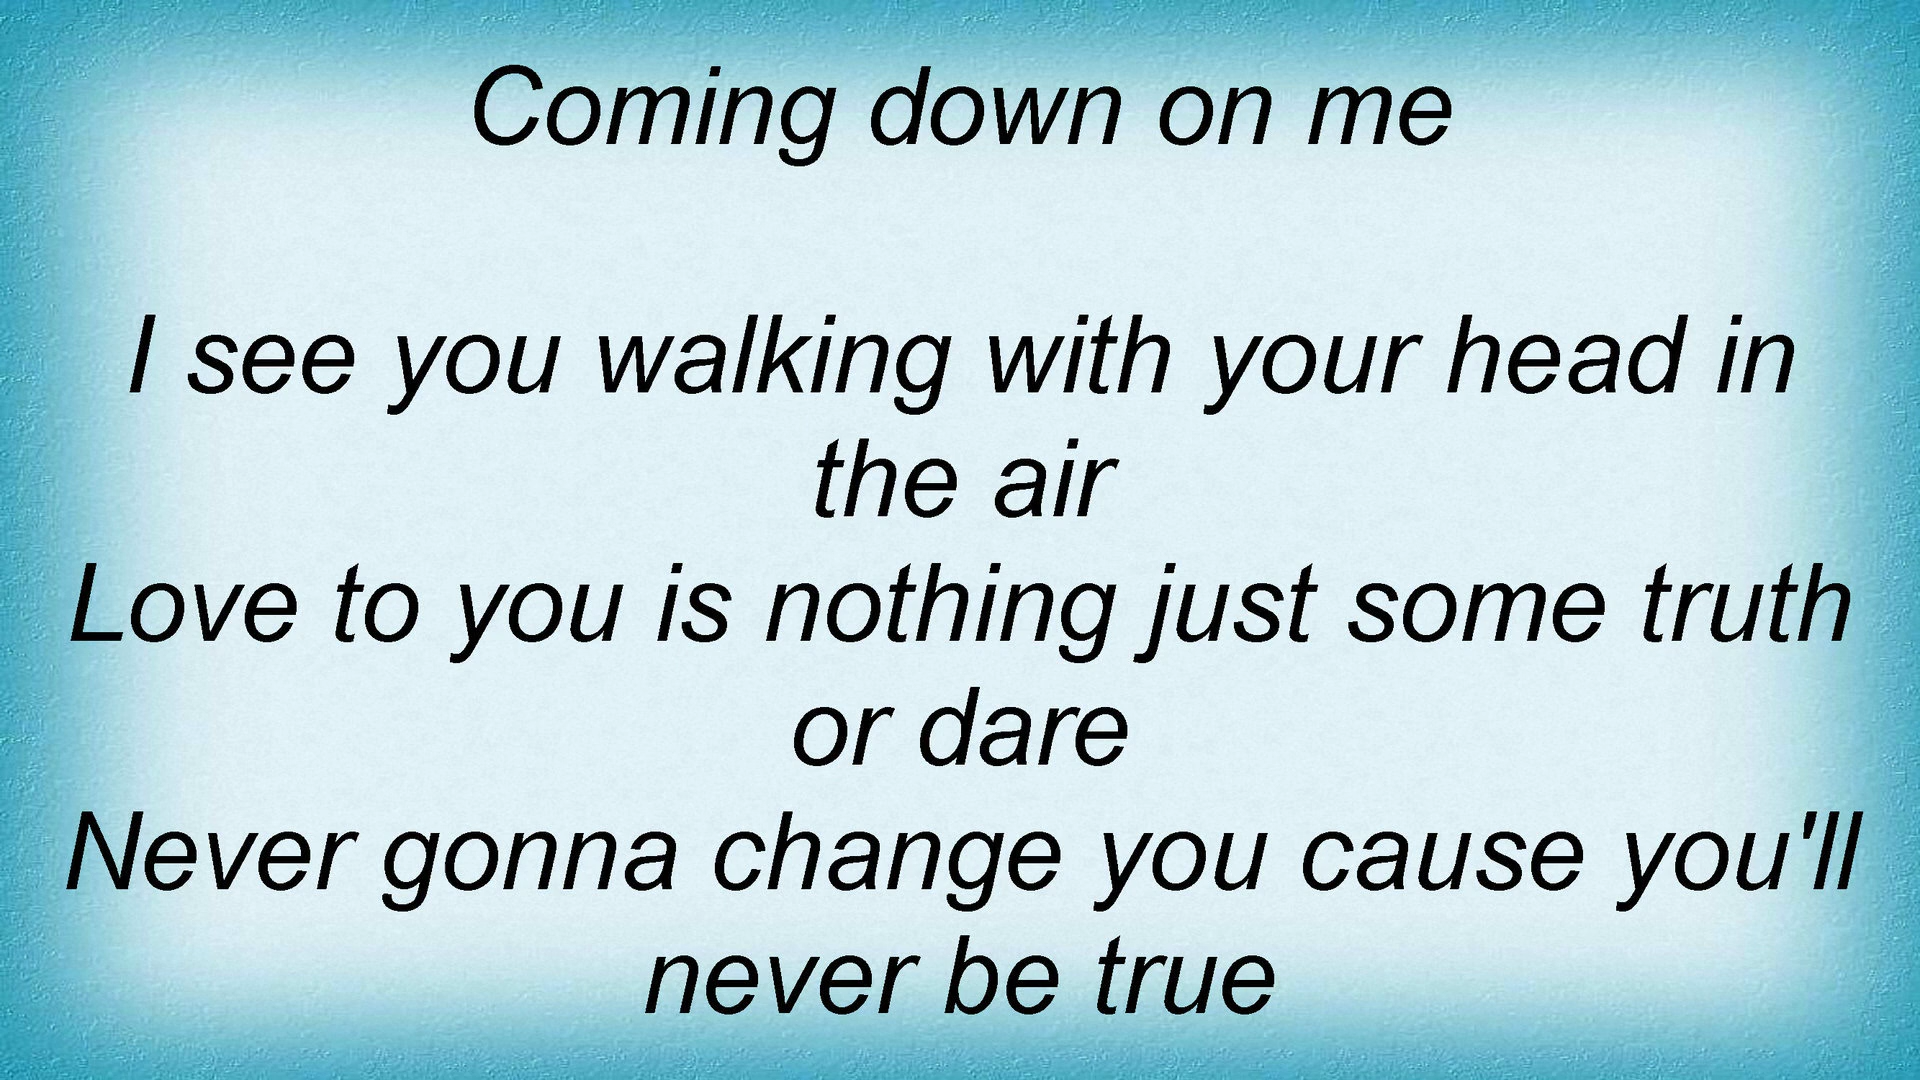 Coming down on me
I see you walking with your head in
the air
Love to you is nothing just some truth
or dare
Never gonna change you cause you'll
never be true